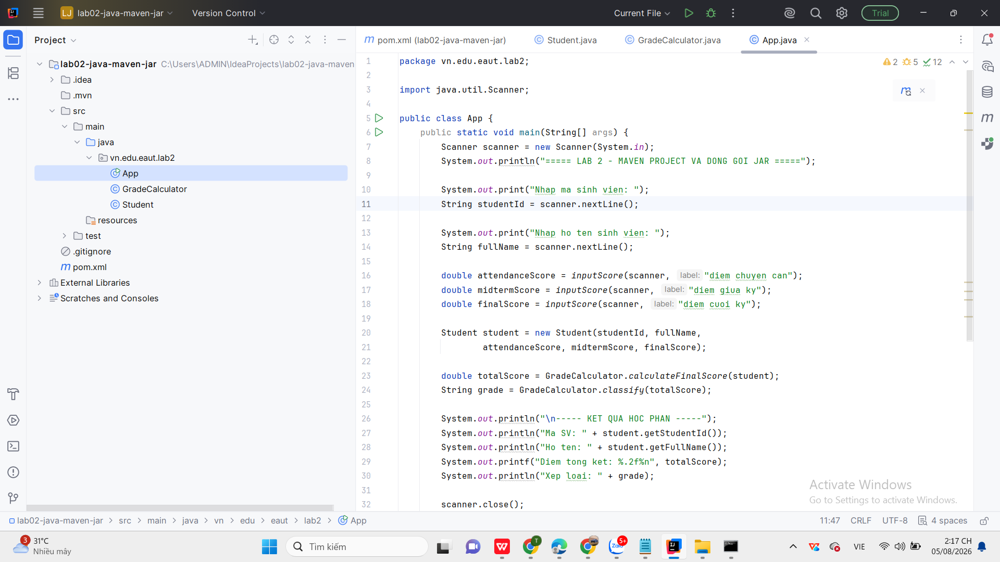 LJ lab02-java-maven-jar Version Control Current File Trial
Project
pom.xml (lab02-java-maven-jar) Student.java GradeCalculator.java App.java
lab02-java-maven-jar C:\Users\ADMIN\IdeaProjects\lab02-java-maven
.idea
.mvn
src
main
java
vn.edu.eaut.lab2
App
GradeCalculator
Student
resources
test
.gitignore
m pom.xml
External Libraries
Scratches and Consoles
2 5 12
1 package vn.edu.eaut.lab2;
2
3 import java.util.Scanner;
4
5 public class App {
6 public static void main(String[] args) {
7 Scanner scanner = new Scanner(System.in);
8 System.out.println("===== LAB 2 - MAVEN PROJECT VA DONG GOI JAR =====");
9
10 System.out.print("Nhap ma sinh vien: ");
11 String studentId = scanner.nextLine();
12
13 System.out.print("Nhap ho ten sinh vien: ");
14 String fullName = scanner.nextLine();
15
16 double attendanceScore = inputScore(scanner, label: "diem chuyen can");
17 double midtermScore = inputScore(scanner, label: "diem giua ky");
18 double finalScore = inputScore(scanner, label: "diem cuoi ky");
19
20 Student student = new Student(studentId, fullName,
21 attendanceScore, midtermScore, finalScore);
22
23 double totalScore = GradeCalculator.calculateFinalScore(student);
24 String grade = GradeCalculator.classify(totalScore);
25
26 System.out.println("\n----- KET QUA HOC PHAN -----");
27 System.out.println("Ma SV: " + student.getStudentId());
28 System.out.println("Ho ten: " + student.getFullName());
29 System.out.printf("Diem tong ket: %.2f%n", totalScore);
30 System.out.println("Xep loai: " + grade);
31
32 scanner.close();
Activate Windows
Go to Settings to activate Windows.
lab02-java-maven-jar > src > main > java > vn > edu > eaut > lab2 > App 11:47 CRLF UTF-8 4 spaces
3 31°C
Nhiều mây
Tìm kiếm
T
Zalo 5+
VIE
2:17 CH
05/08/2026